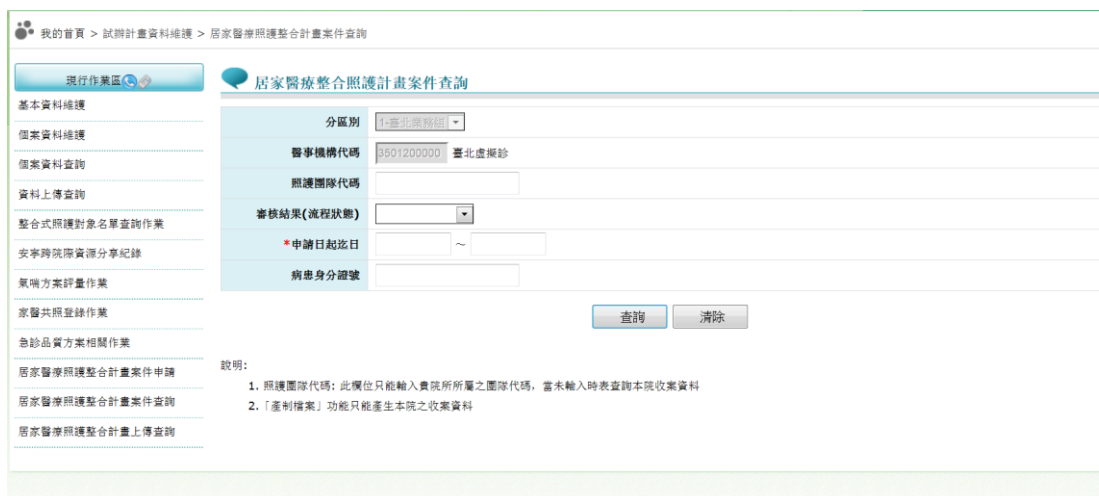 我的首頁 > 試辦計畫資料維護 > 居家醫療照護整合計畫案件查詢
現行作業區
基本資料維護
個案資料維護
個案資料查詢
資料上傳查詢
整合式照護對象名單查詢作業
安寧跨院際資源分享紀錄
氣喘方案評量作業
家醫共照登錄作業
急診品質方案相關作業
居家醫療照護整合計畫案件申請
居家醫療照護整合計畫案件查詢
居家醫療照護整合計畫上傳查詢
居家醫療整合照護計畫案件查詢
分區別 1-臺北業務組
醫事機構代碼 3501200000 臺北虛擬診
照護團隊代碼
審核結果(流程狀態)
*申請日起迄日 ~
病患身分證號
查詢 清除
說明:
1. 照護團隊代碼: 此欄位只能輸入貴院所所屬之團隊代碼，當未輸入時表查詢本院收案資料
2.「產制檔案」功能只能產生本院之收案資料